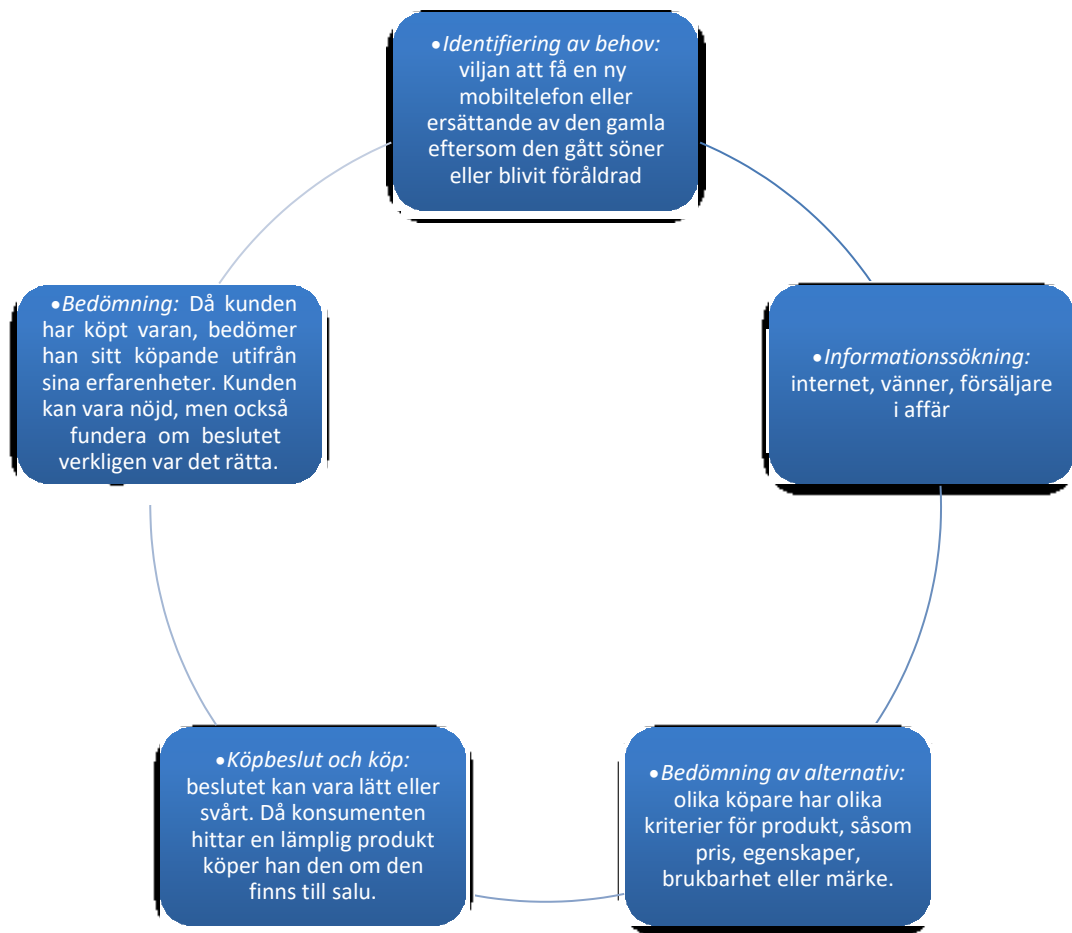 •Identifiering av behov:
viljan att få en ny
mobiltelefon eller
ersättande av den gamla
eftersom den gått söner
eller blivit föråldrad
•Informationssökning:
internet, vänner, försäljare
i affär
•Bedömning av alternativ:
olika köpare har olika
kriterier för produkt, såsom
pris, egenskaper,
brukbarhet eller märke.
•Köpbeslut och köp:
beslutet kan vara lätt eller
svårt. Då konsumenten
hittar en lämplig produkt
köper han den om den
finns till salu.
•Bedömning: Då kunden
har köpt varan, bedömer
han sitt köpande utifrån
sina erfarenheter. Kunden
kan vara nöjd, men också
fundera om beslutet
verkligen var det rätta.